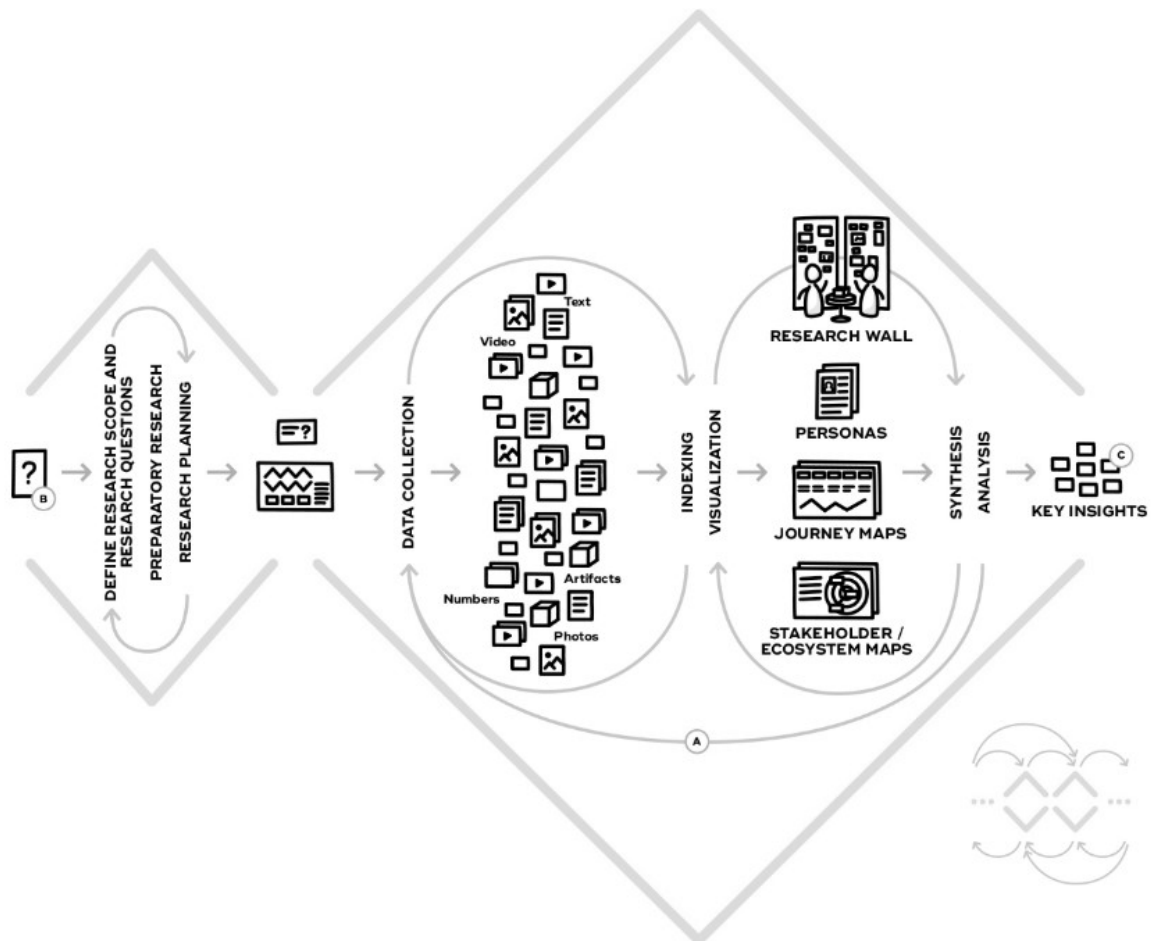 ?
B
DEFINE RESEARCH SCOPE AND
RESEARCH QUESTIONS
PREPARATORY RESEARCH
RESEARCH PLANNING
?
DATA COLLECTION
Text
Video
Artifacts
Numbers
Photos
INDEXING
VISUALIZATION
RESEARCH WALL
PERSONAS
JOURNEY MAPS
STAKEHOLDER /
ECOSYSTEM MAPS
SYNTHESIS
ANALYSIS
C
KEY INSIGHTS
A